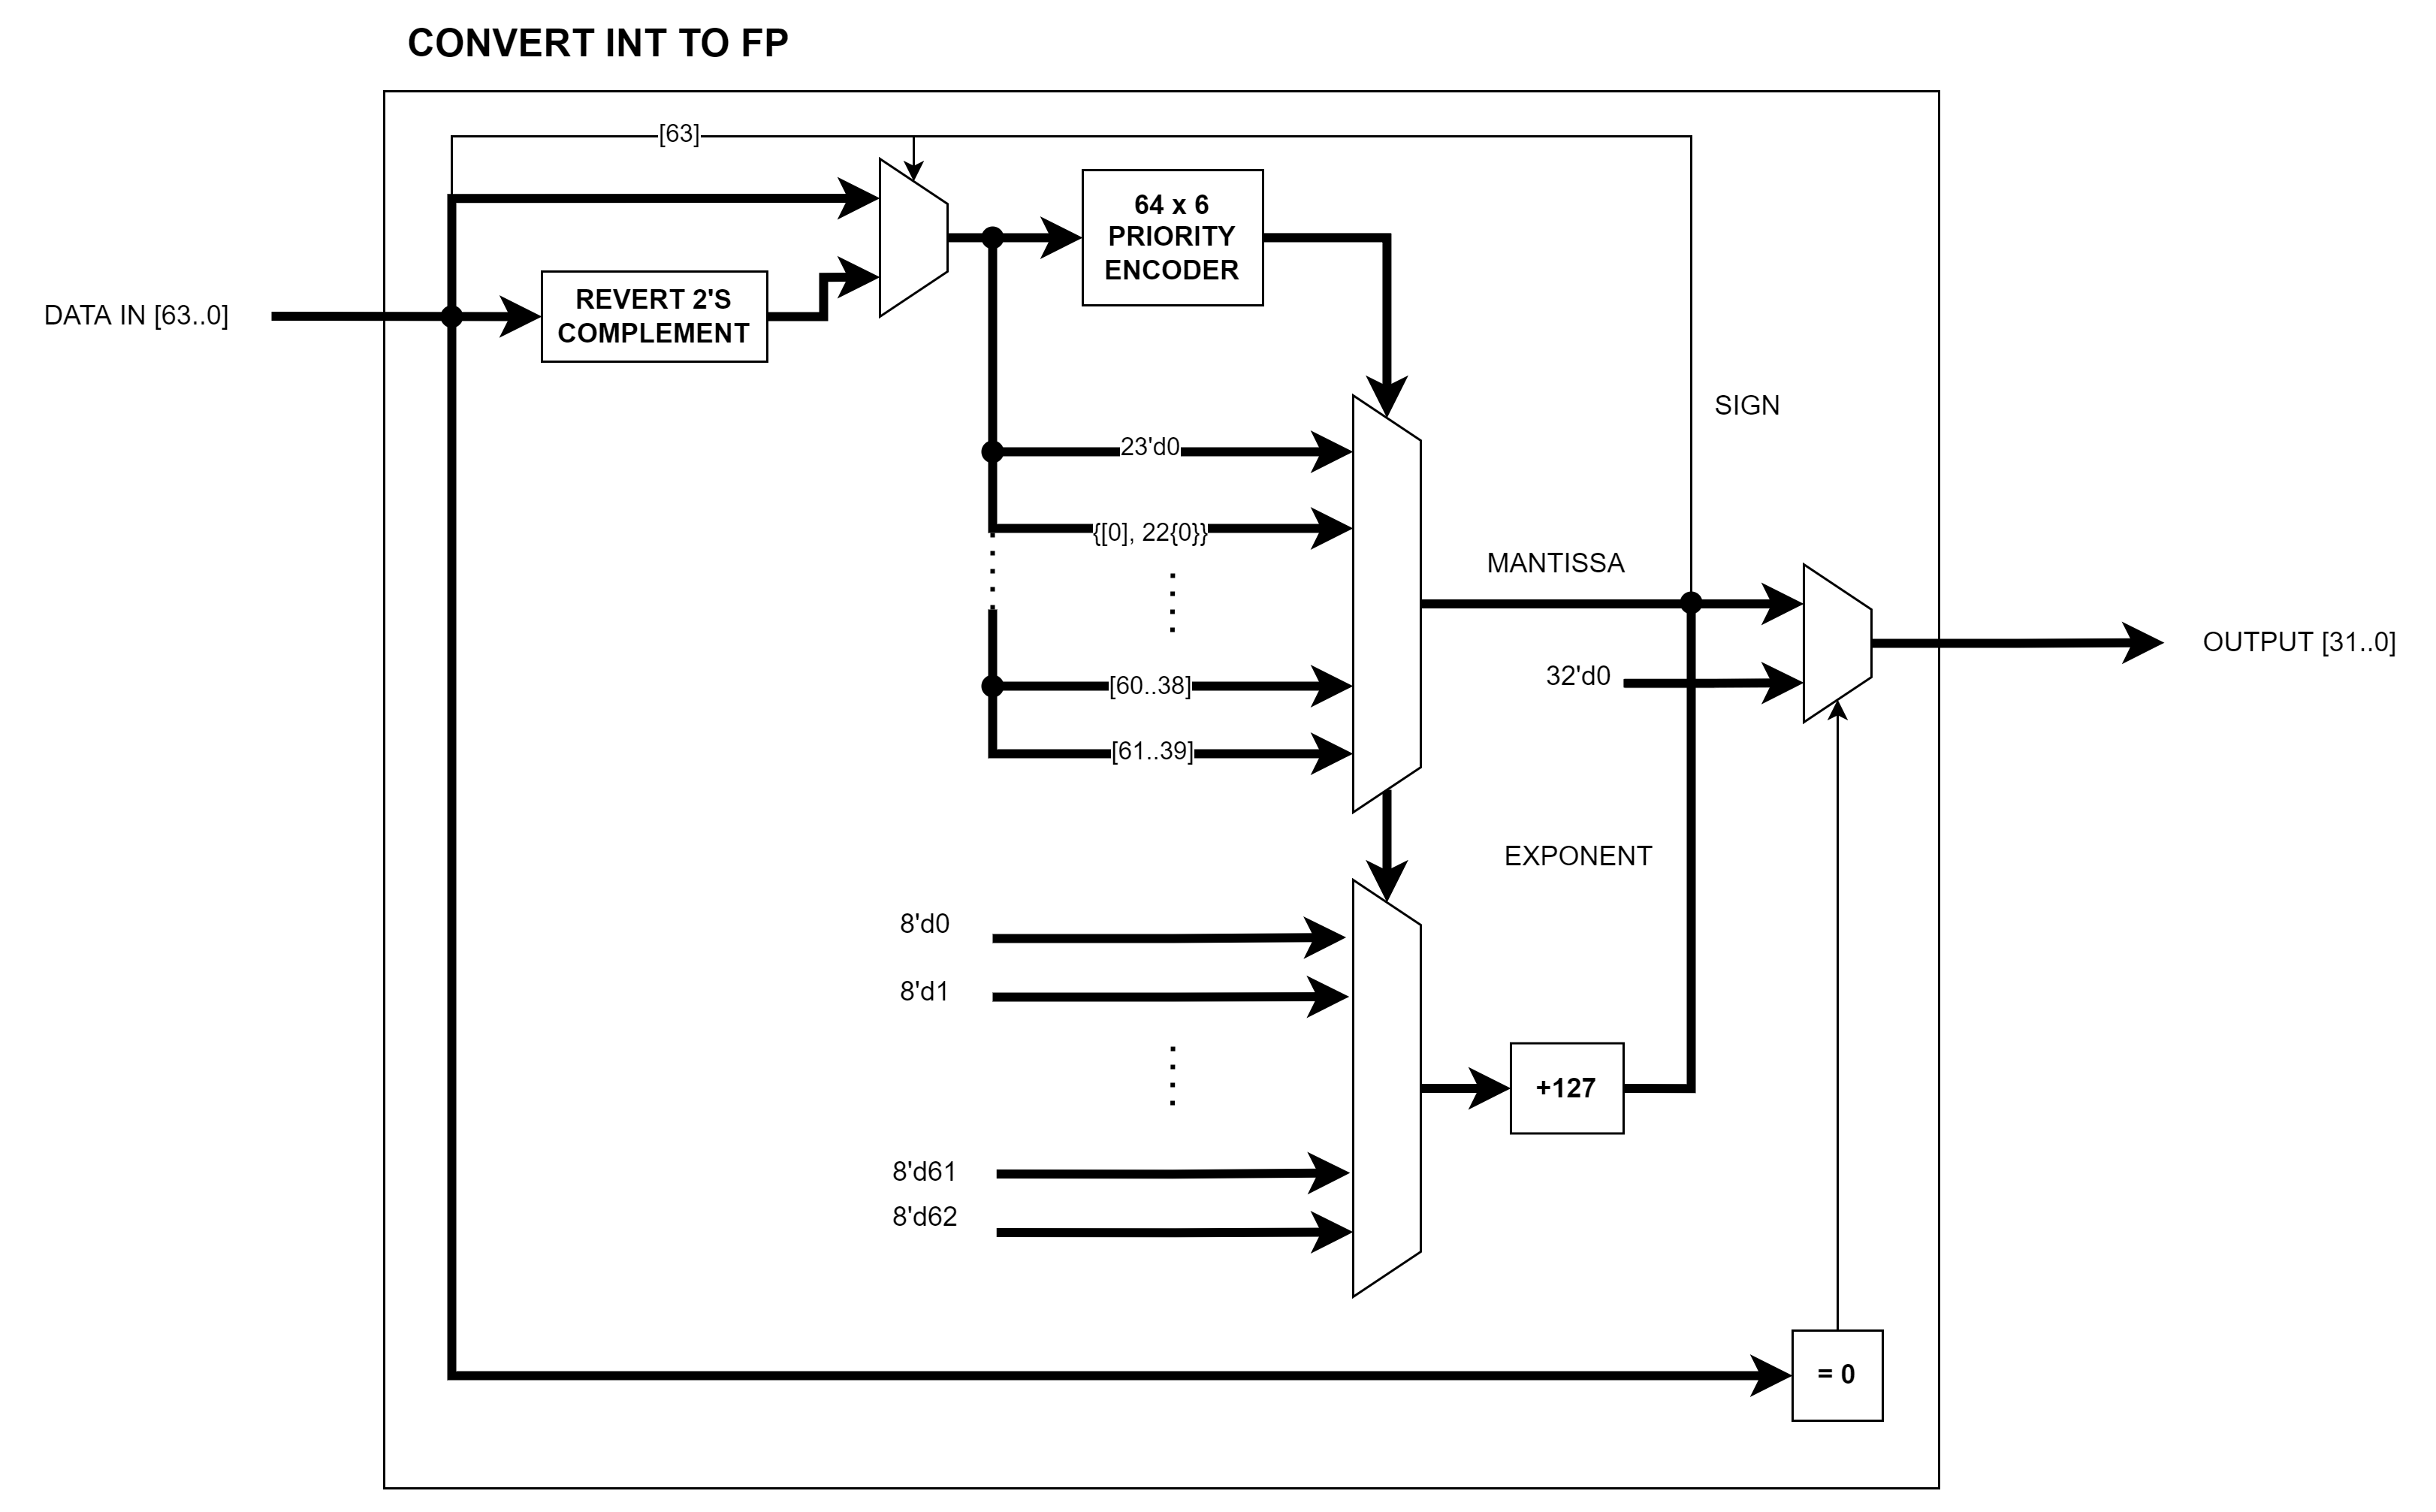 CONVERT INT TO FP
[63]
64 x 6
PRIORITY
ENCODER
DATA IN [63..0]
REVERT 2'S
COMPLEMENT
SIGN
23'd0
{[0], 22{0}}
MANTISSA
OUTPUT [31..0]
32'd0
[60..38]
[61..39]
EXPONENT
8'd0
8'd1
+127
8'd61
8'd62
= 0